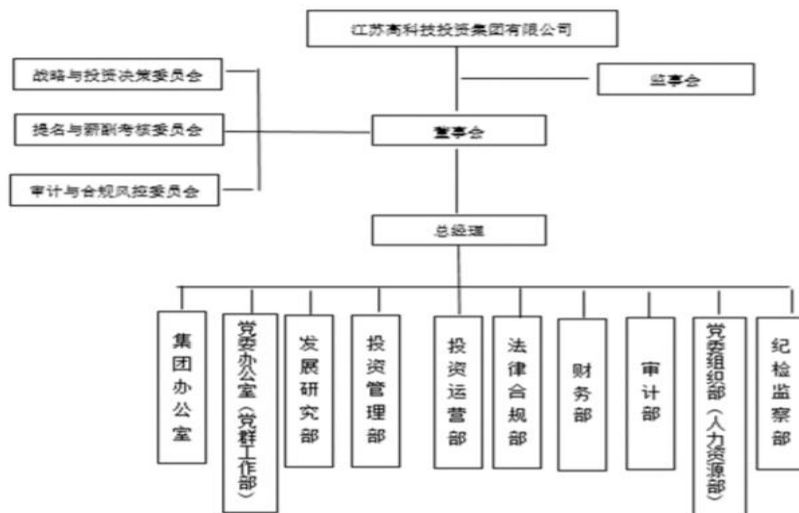 江苏高科技投资集团有限公司
战略与投资决策委员会
监事会
提名与薪酬考核委员会
董事会
审计与合规风控委员会
总经理
集团办公室
党委办公室（党群工作部）
发展研究部
投资管理部
投资运营部
法律合规部
财务部
审计部
党委组织部（人力资源部）
纪检监察部